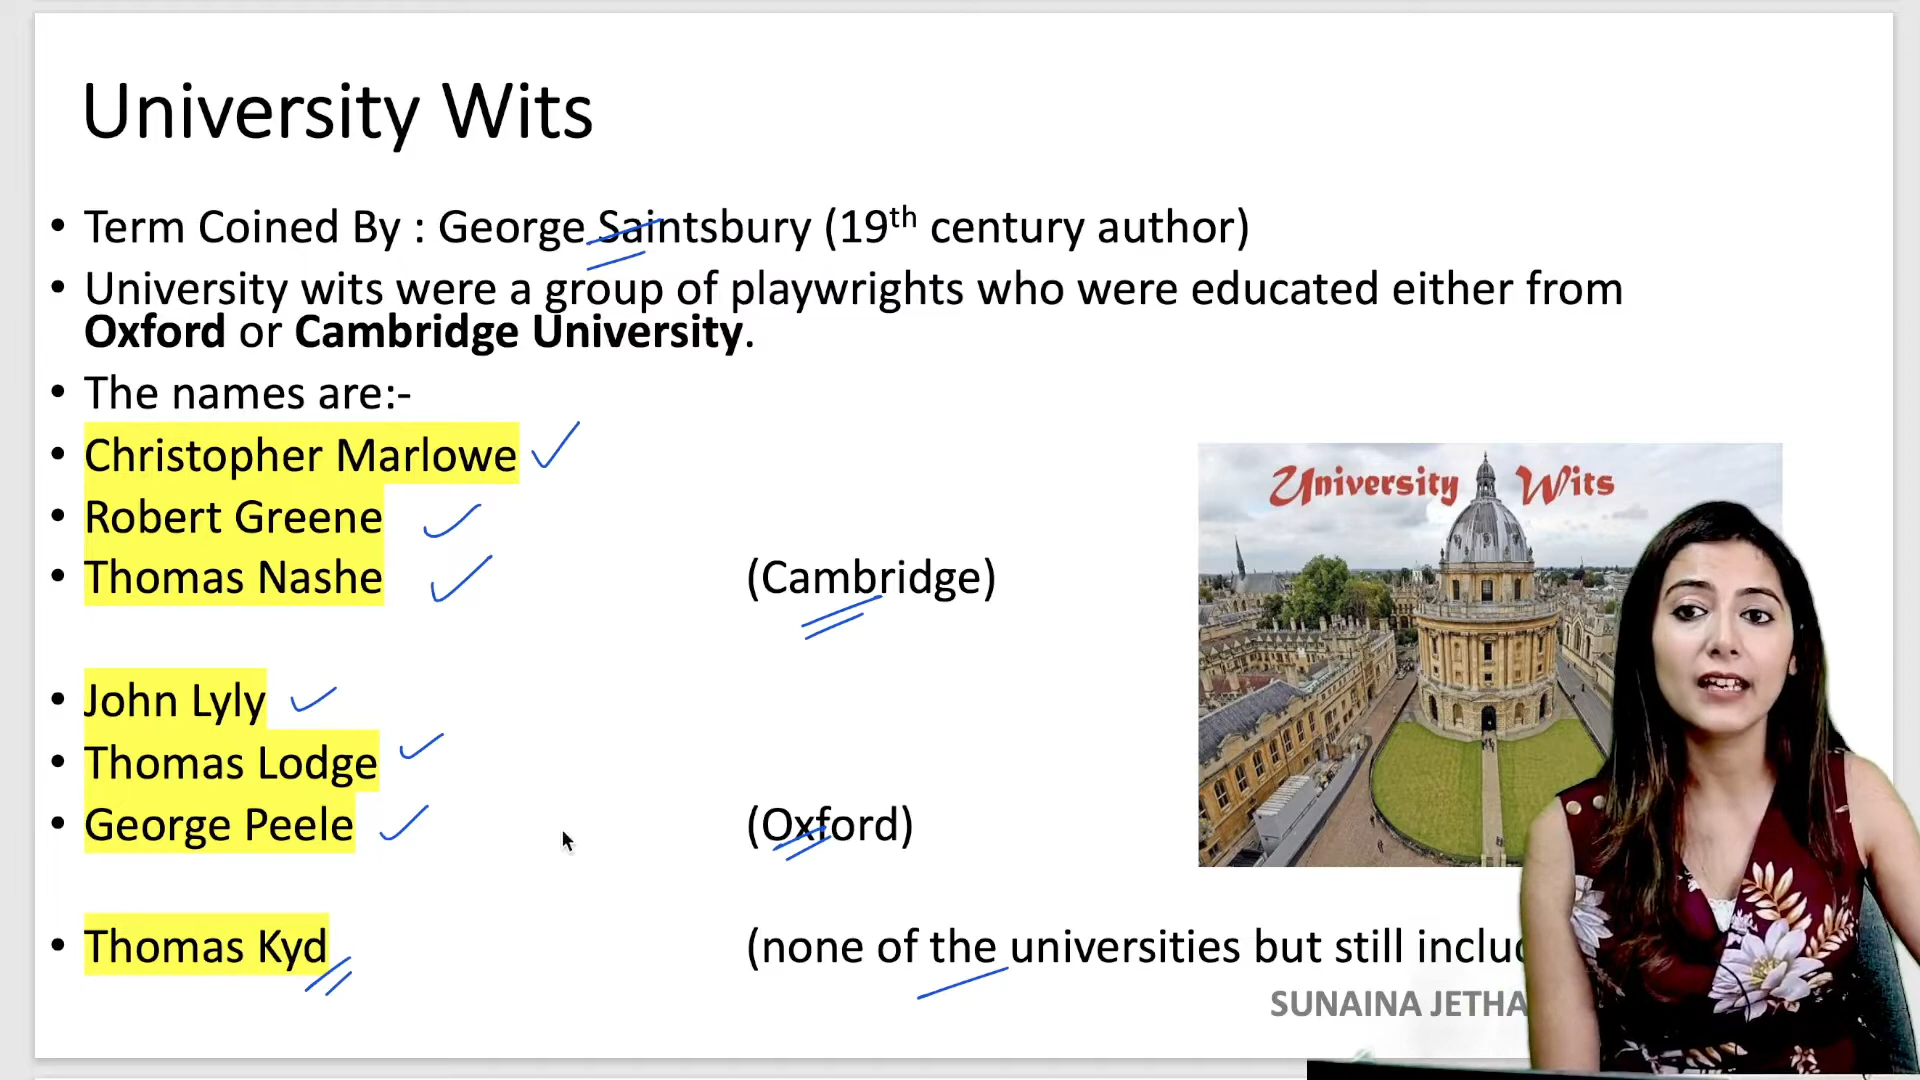 University Wits
• Term Coined By : George Saintsbury (19th century author)
• University wits were a group of playwrights who were educated either from
Oxford or Cambridge University.
• The names are:-
• Christopher Marlowe
• Robert Greene
• Thomas Nashe (Cambridge)
• John Lyly
• Thomas Lodge
• George Peele (Oxford)
• Thomas Kyd (none of the universities but still
University Wits
SUNAINA